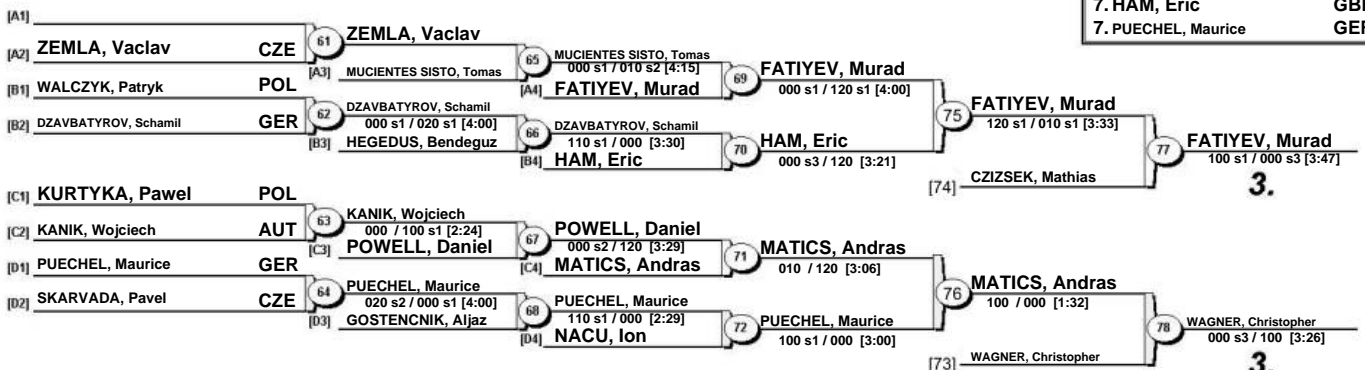 7. HAM, Eric GB
7. PUECHEL, Maurice GE
[A1]
[A2] ZEMLA, Vaclav CZE
61
ZEMLA, Vaclav
[A3] MUCIENTES SISTO, Tomas
65
MUCIENTES SISTO, Tomas
000 s1 / 010 s2 [4:15]
[A4] FATIYEV, Murad
69
FATIYEV, Murad
000 s1 / 120 s1 [4:00]
[B1] WALCZYK, Patryk POL
[B2] DZAVBATYROV, Schamil GER
62
DZAVBATYROV, Schamil
000 s1 / 020 s1 [4:00]
[B3] HEGEDUS, Bendeguz
66
DZAVBATYROV, Schamil
110 s1 / 000 [3:30]
[B4] HAM, Eric
70
HAM, Eric
000 s3 / 120 [3:21]
75
FATIYEV, Murad
120 s1 / 010 s1 [3:33]
[74] CZIZSEK, Mathias
77
FATIYEV, Murad
100 s1 / 000 s3 [3:47]
3.
[C1] KURTYKA, Pawel POL
[C2] KANIK, Wojciech AUT
63
KANIK, Wojciech
000 / 100 s1 [2:24]
[C3] POWELL, Daniel
67
POWELL, Daniel
000 s2 / 120 [3:29]
[C4] MATICS, Andras
71
MATICS, Andras
010 / 120 [3:06]
[D1] PUECHEL, Maurice GER
[D2] SKARVADA, Pavel CZE
64
PUECHEL, Maurice
020 s2 / 000 s1 [4:00]
[D3] GOSTENCNIK, Aljaz
68
PUECHEL, Maurice
110 s1 / 000 [2:29]
[D4] NACU, Ion
72
PUECHEL, Maurice
100 s1 / 000 [3:00]
76
MATICS, Andras
100 / 000 [1:32]
[73] WAGNER, Christopher
78
WAGNER, Christopher
000 s3 / 100 [3:26]
3.